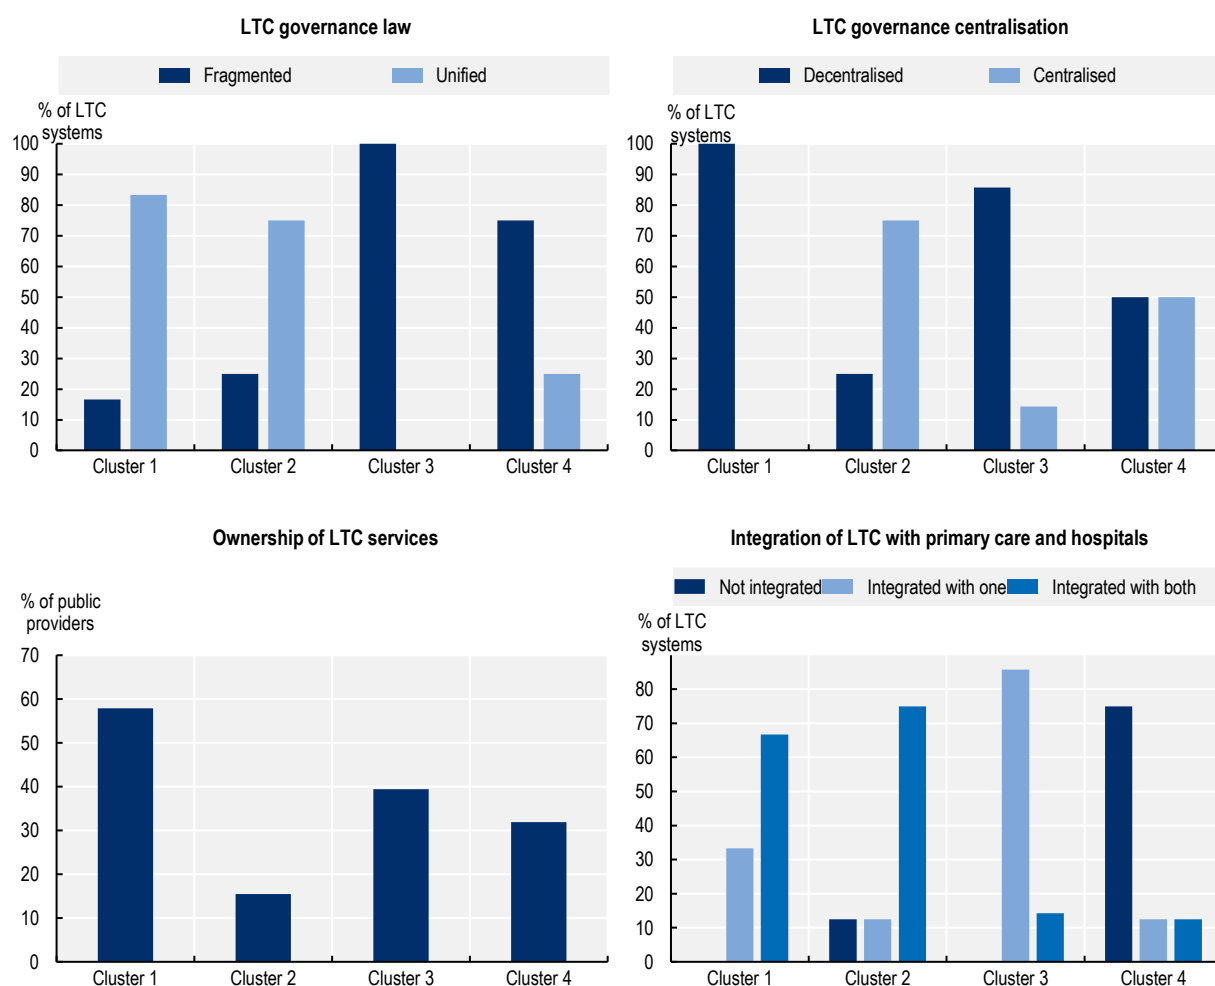 LTC governance law
Fragmented
Unified
% of LTC
systems
100
90
80
70
60
50
40
30
20
10
0
Cluster 1
Cluster 2
Cluster 3
Cluster 4
LTC governance centralisation
Decentralised
Centralised
% of LTC
systems
100
90
80
70
60
50
40
30
20
10
0
Cluster 1
Cluster 2
Cluster 3
Cluster 4
Ownership of LTC services
% of public
providers
70
60
50
40
30
20
10
0
Cluster 1
Cluster 2
Cluster 3
Cluster 4
Integration of LTC with primary care and hospitals
Not integrated
Integrated with one
Integrated with both
% of LTC
systems
80
70
60
50
40
30
20
10
0
Cluster 1
Cluster 2
Cluster 3
Cluster 4